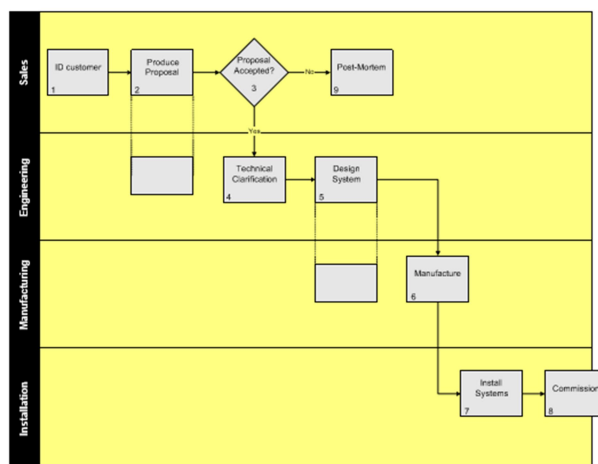 Sales
ID customer
1
Produce
Proposal
2
Proposal
Accepted?
3
No
Post-Mortem
9
Yes
Engineering
Technical
Clarification
4
Design
System
5
Manufacturing
Manufacture
6
Installation
Install
Systems
7
Commission
8